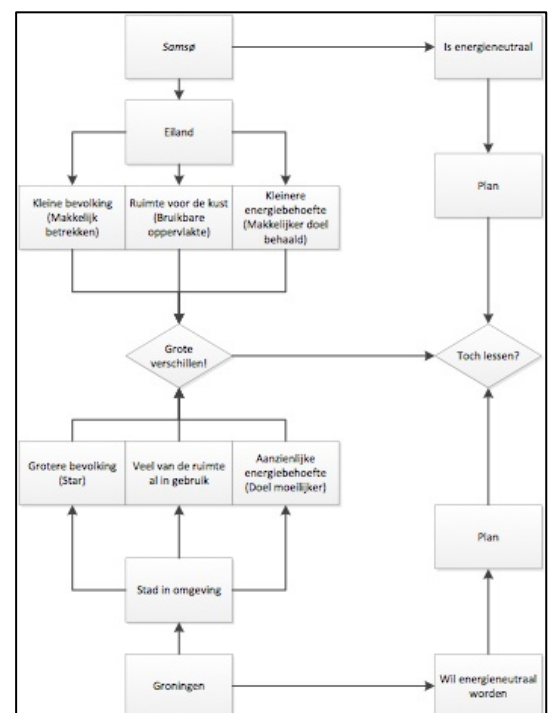 Samsø
Is energieneutraal
Eiland
Plan
Kleine bevolking
(Makkelijk
betrekken)
Ruimte voor de kust
(Bruikbare
oppervlakte)
Kleinere
energiebehoefte
(Makkelijker doel
behaald)
Grote
verschillen!
Toch lessen?
Grotere bevolking
(Star)
Veel van de ruimte
al in gebruik
Aanzienlijke
energiebehoefte
(Doel moeilijker)
Plan
Stad in omgeving
Groningen
Wil energieneutraal
worden